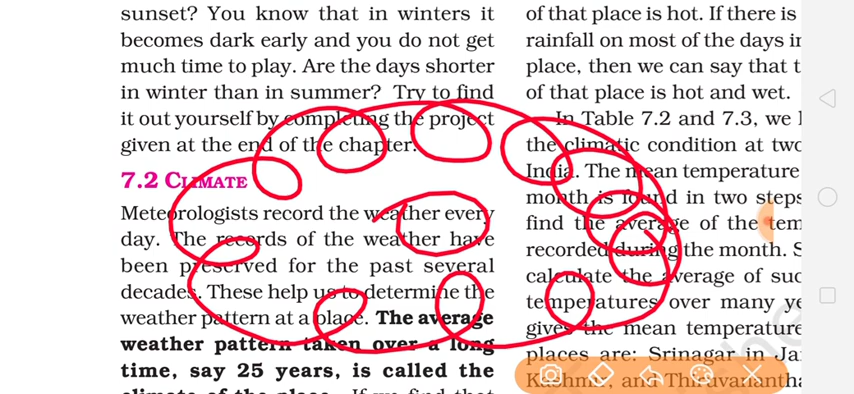 sunset? You know that in winters it
becomes dark early and you do not get
much time to play. Are the days shorter
in winter than in summer? Try to find
it out yourself by completing the project
given at the end of the chapter.
7.2 CLIMATE
Meteorologists record the weather every
day. The records of the weather have
been preserved for the past several
decades. These help us to determine the
weather pattern at a place. The average
weather pattern taken over a long
time, say 25 years, is called the
climate of the place. If we find that
of that place is hot. If there is
rainfall on most of the days in
place, then we can say that t
of that place is hot and wet.
In Table 7.2 and 7.3, we
the climatic condition at two
India. The mean temperature
month is found in two steps
find the average of the tem
recorded during the month. S
calculate the average of suc
temperatures over many ye
gives the mean temperature
places are: Srinagar in Ja
Kashmir, and Thiruvanantha